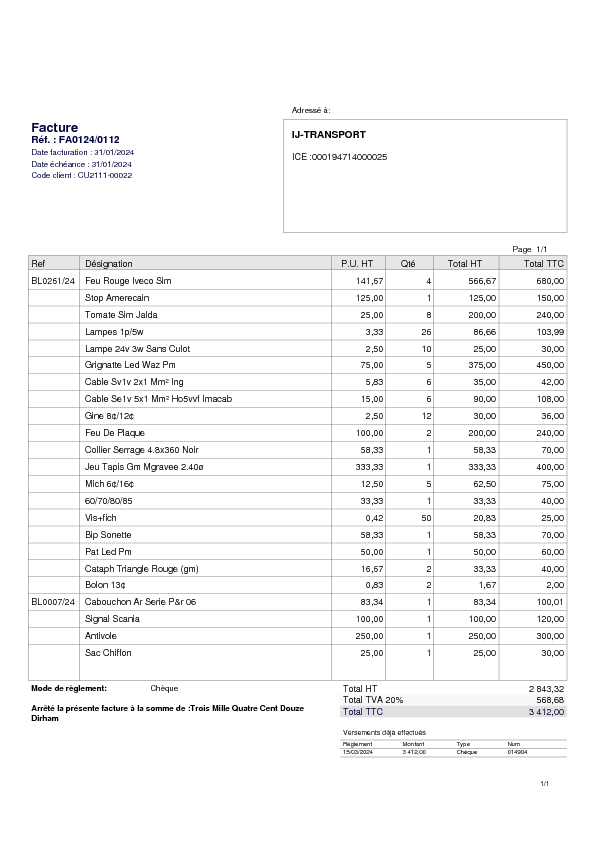 Adressé à:
Facture
Réf. : FA0124/0112
Date facturation : 31/01/2024
Date échéance : 31/01/2024
Code client : CU2111-00022
IJ-TRANSPORT
ICE :000194714000025
Page 1/1
Ref Désignation P.U. HT Qté Total HT Total TTC
BL0261/24 Feu Rouge Iveco Sim 141,67 4 566,67 680,00
Stop Amerecain 125,00 1 125,00 150,00
Tomate Sim Jalda 25,00 8 200,00 240,00
Lampes 1p/5w 3,33 26 86,66 103,99
Lampe 24v 3w Sans Culot 2,50 10 25,00 30,00
Grignatte Led Waz Pm 75,00 5 375,00 450,00
Cable Sv1v 2x1 Mm² Ing 5,83 6 35,00 42,00
Cable Se1v 5x1 Mm² Ho5vvf Imacab 15,00 6 90,00 108,00
Gine 8¢/12¢ 2,50 12 30,00 36,00
Feu De Plaque 100,00 2 200,00 240,00
Collier Serrage 4.8x360 Noir 58,33 1 58,33 70,00
Jeu Tapis Gm Mgravee 2.40ø 333,33 1 333,33 400,00
Mich 6¢/16¢ 12,50 5 62,50 75,00
60/70/80/85 33,33 1 33,33 40,00
Vis+fich 0,42 50 20,83 25,00
Bip Sonette 58,33 1 58,33 70,00
Pat Led Pm 50,00 1 50,00 60,00
Cataph Triangle Rouge (gm) 16,67 2 33,33 40,00
Bolon 13¢ 0,83 2 1,67 2,00
BL0007/24 Cabouchon Ar Serie P&r 06 83,34 1 83,34 100,01
Signal Scania 100,00 1 100,00 120,00
Antivole 250,00 1 250,00 300,00
Sac Chiffon 25,00 1 25,00 30,00
Mode de règlement: Chèque
Arrêté la présente facture à la somme de :Trois Mille Quatre Cent Douze
Dirham
Total HT 2 843,32
Total TVA 20% 568,68
Total TTC 3 412,00
Versements déjà effectués
Règlement Montant Type Num
15/03/2024 3 412,00 Chèque 014904
1/1